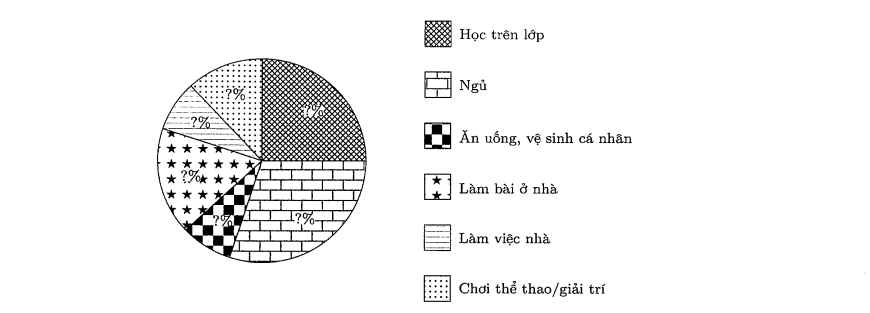 Học trên lớp
?%
Ngủ
?%
?%
Ăn uống, vệ sinh cá nhân
?%
Làm bài ở nhà
?%
?%
Làm việc nhà
Chơi thể thao/giải trí